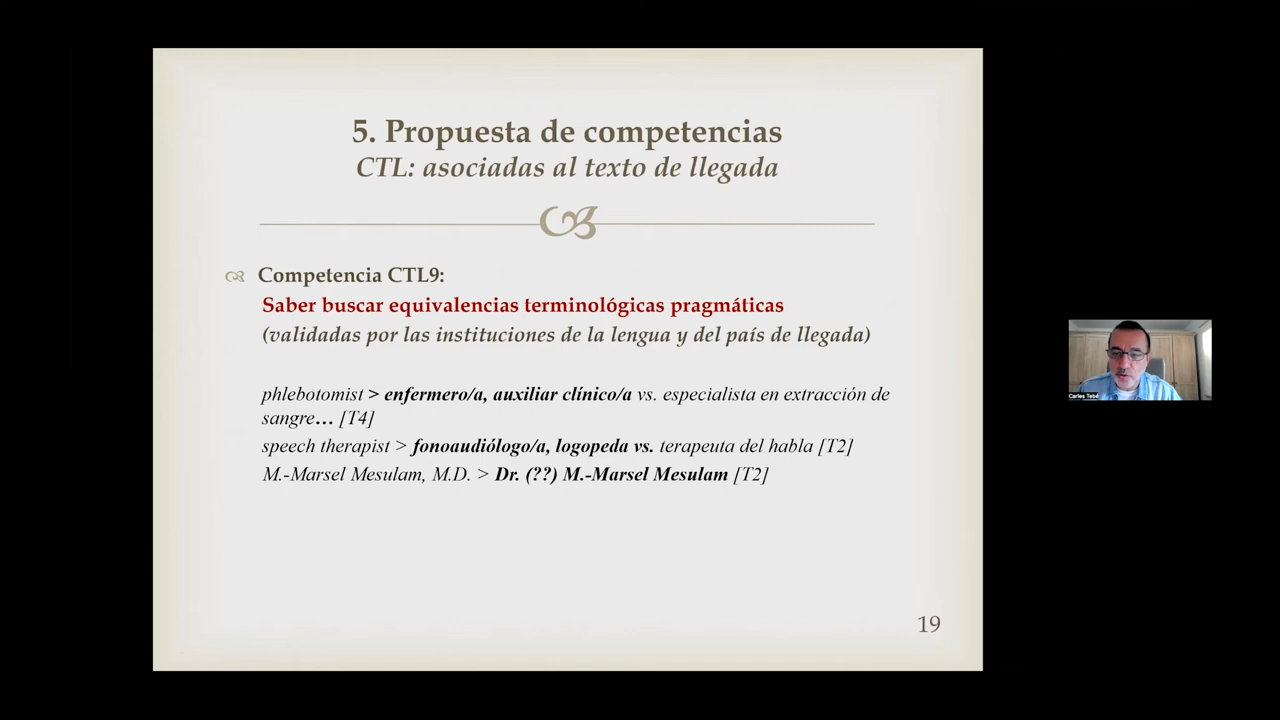 5. Propuesta de competencias
CTL: asociadas al texto de llegada
Competencia CTL9:
Saber buscar equivalencias terminológicas pragmáticas
(validadas por las instituciones de la lengua y del país de llegada)
phlebotomist > enfermero/a, auxiliar clínico/a vs. especialista en extracción de
sangre… [T4]
speech therapist > fonoaudiólogo/a, logopeda vs. terapeuta del habla [T2]
M.-Marsel Mesulam, M.D. > Dr. (??) M.-Marsel Mesulam [T2]
Carles Tebé
19